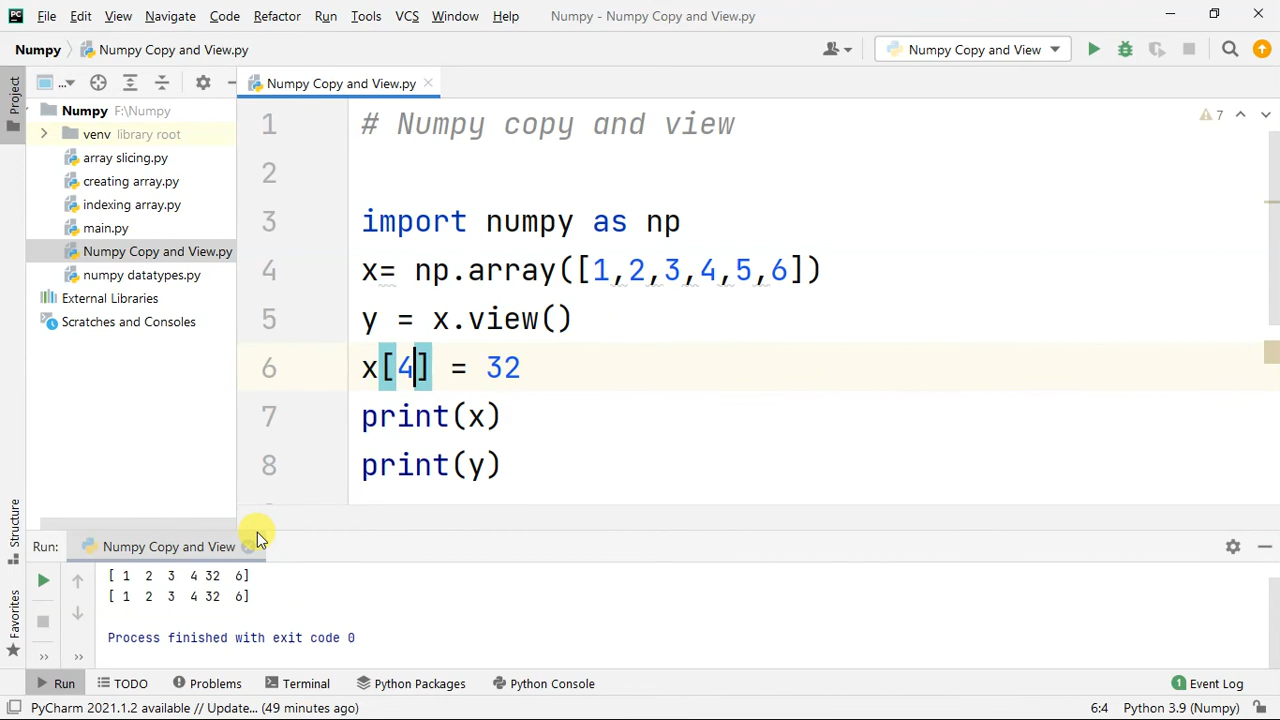 PC File Edit View Navigate Code Refactor Run Tools VCS Window Help Numpy - Numpy Copy and View.py
Numpy Numpy Copy and View.py Numpy Copy and View
... Numpy Copy and View.py
Project
Numpy F:\Numpy
venv library root
array slicing.py
creating array.py
indexing array.py
main.py
Numpy Copy and View.py
numpy datatypes.py
External Libraries
Scratches and Consoles
7
1 # Numpy copy and view
2
3 import numpy as np
4 x= np.array([1,2,3,4,5,6])
5 y = x.view()
6 x[4] = 32
7 print(x)
8 print(y)
Structure
Favorites
Run: Numpy Copy and View
[ 1 2 3 4 32 6]
[ 1 2 3 4 32 6]
Process finished with exit code 0
Run TODO Problems Terminal Python Packages Python Console 1 Event Log
PyCharm 2021.1.2 available // Update... (49 minutes ago) 6:4 Python 3.9 (Numpy)